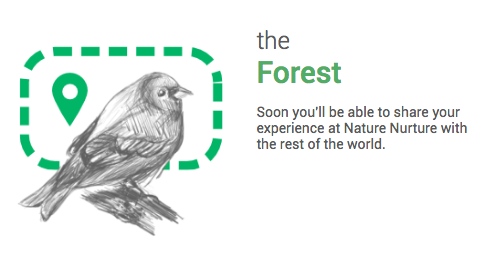 the
Forest
Soon you'll be able to share your
experience at Nature Nurture with
the rest of the world.